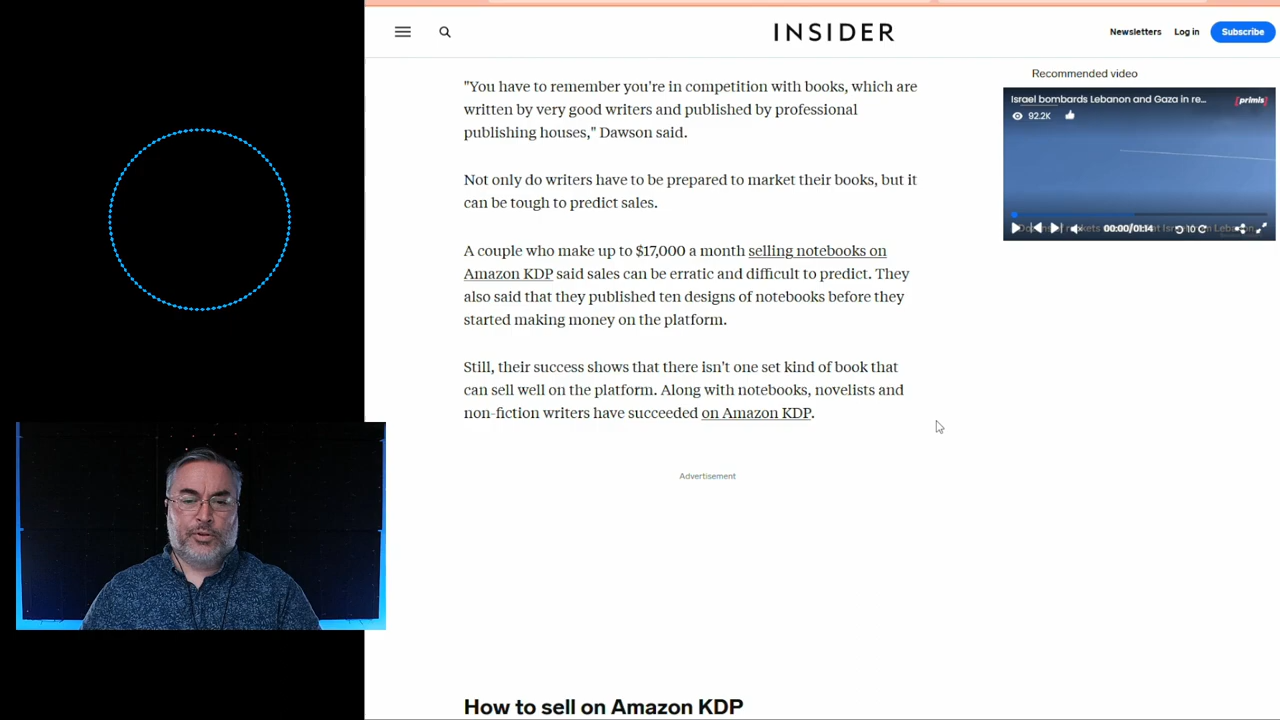 INSIDER
Newsletters Log in Subscribe
"You have to remember you're in competition with books, which are
written by very good writers and published by professional
publishing houses," Dawson said.
Not only do writers have to be prepared to market their books, but it
can be tough to predict sales.
A couple who make up to $17,000 a month selling notebooks on
Amazon KDP said sales can be erratic and difficult to predict. They
also said that they published ten designs of notebooks before they
started making money on the platform.
Still, their success shows that there isn't one set kind of book that
can sell well on the platform. Along with notebooks, novelists and
non-fiction writers have succeeded on Amazon KDP.
Advertisement
How to sell on Amazon KDP
Recommended video
Israel bombards Lebanon and Gaza in re...
[primis]
92.2K
00:00/01:14
10